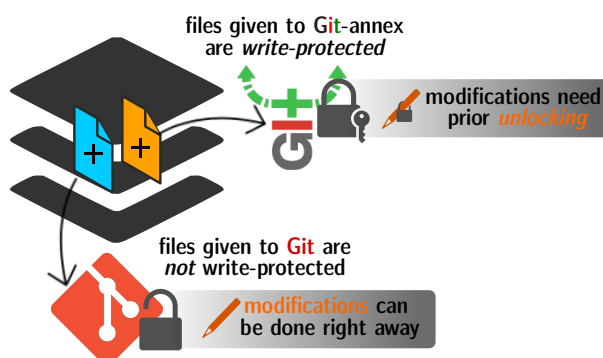 files given to Git-annex
are write-protected
modifications need
prior unlocking
GIt
files given to Git are
not write-protected
modifications can
be done right away